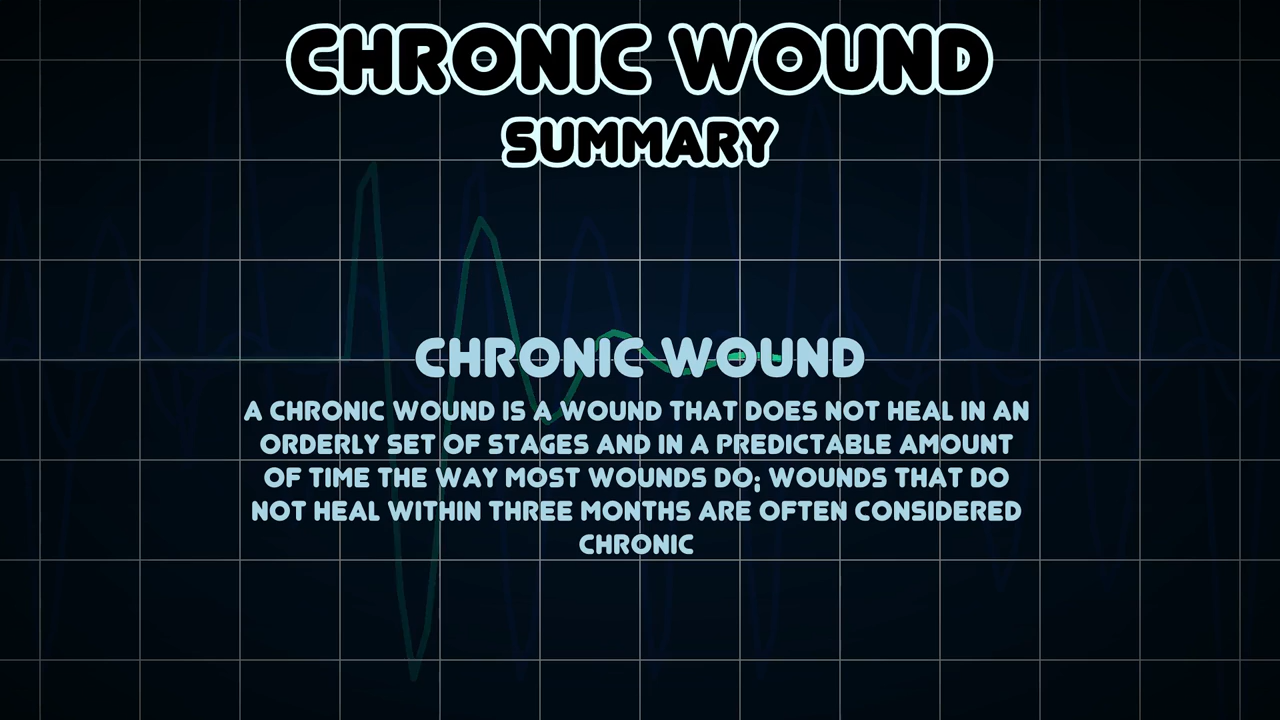 CHRONIC WOUND
SUMMARY
CHRONIC WOUND
A CHRONIC WOUND IS A WOUND THAT DOES NOT HEAL IN AN
ORDERLY SET OF STAGES AND IN A PREDICTABLE AMOUNT
OF TIME THE WAY MOST WOUNDS DO; WOUNDS THAT DO
NOT HEAL WITHIN THREE MONTHS ARE OFTEN CONSIDERED
CHRONIC